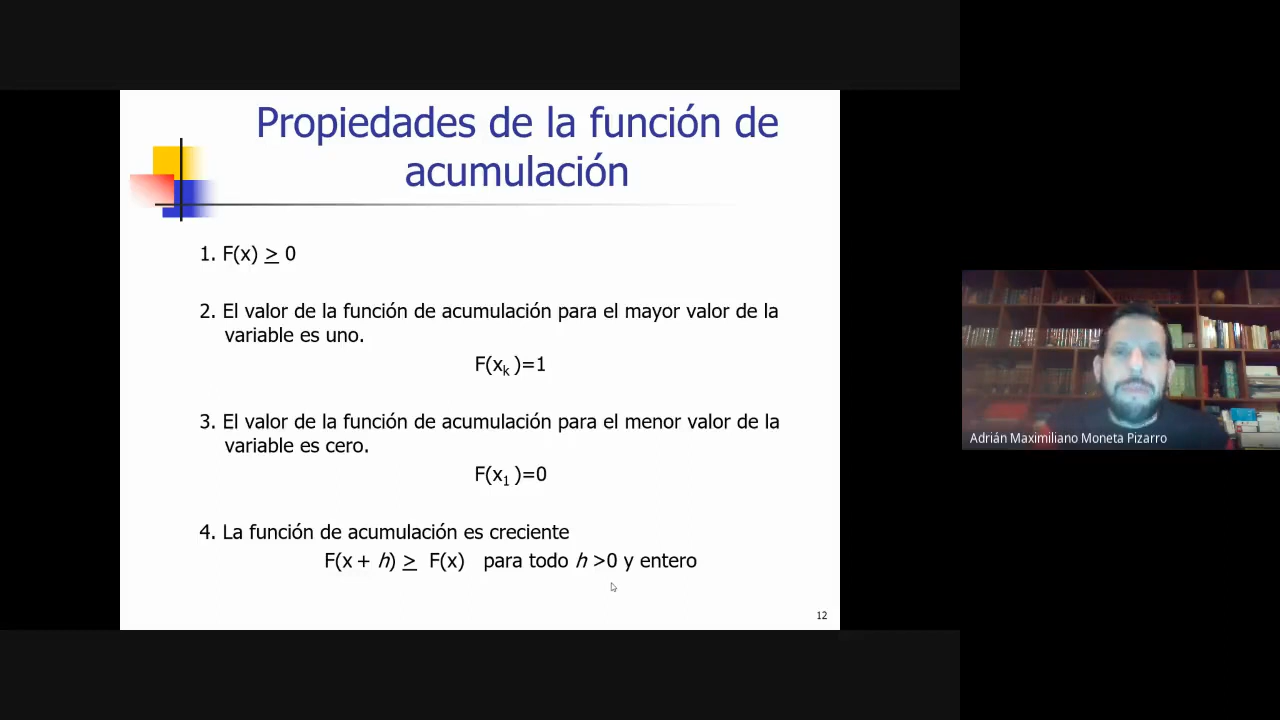 Propiedades de la función de
acumulación
1. F(x) ≥ 0
2. El valor de la función de acumulación para el mayor valor de la
variable es uno.
F(xₖ )=1
3. El valor de la función de acumulación para el menor valor de la
variable es cero.
F(x₁ )=0
4. La función de acumulación es creciente
F(x + h) ≥ F(x) para todo h >0 y entero
12
Adrián Maximiliano Moneta Pizarro